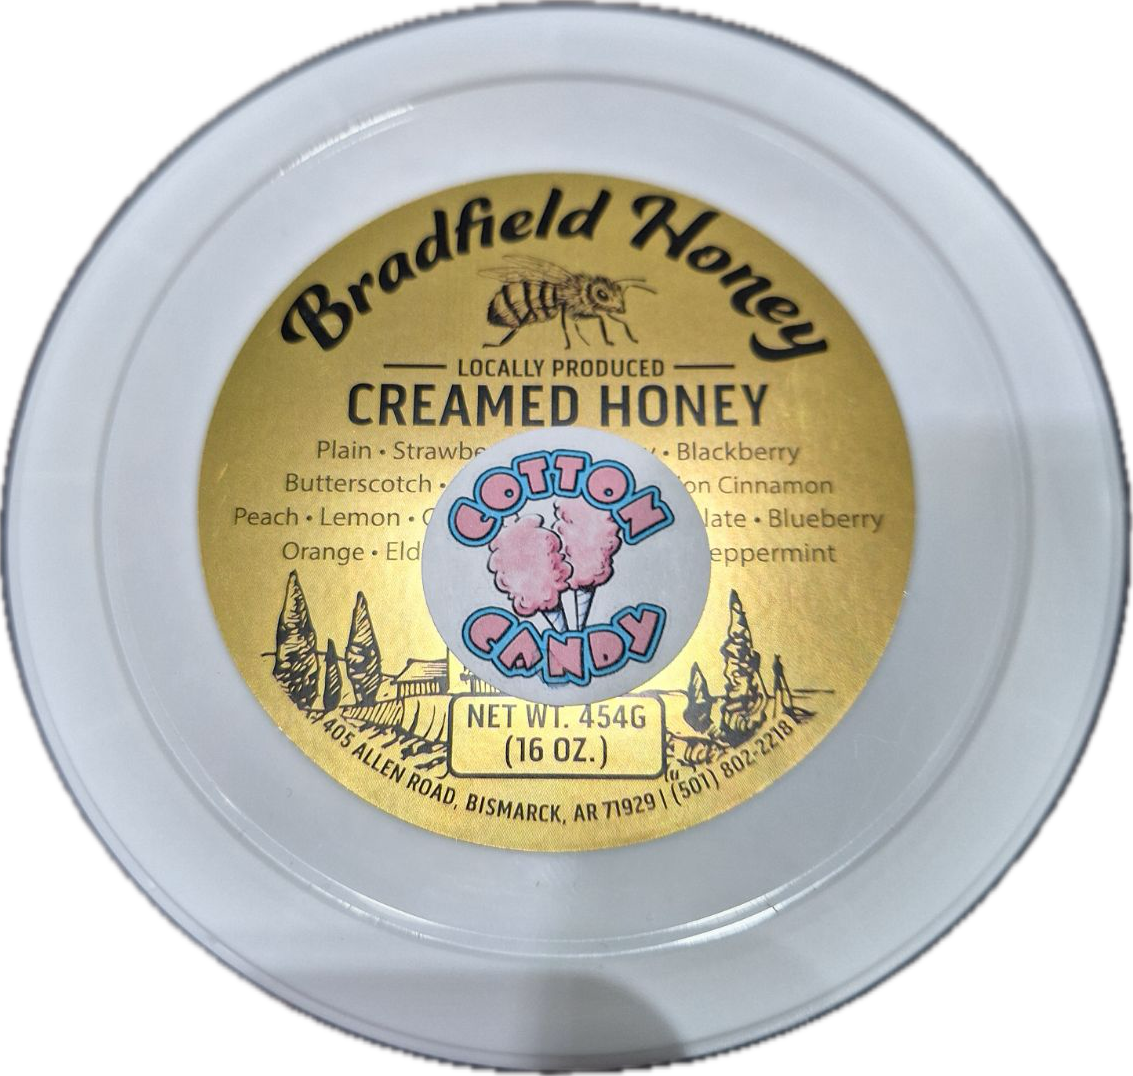 Bradfield Honey
LOCALLY PRODUCED
CREAMED HONEY
Plain • • Blackberry
Butterscotch • Cinnamon
Peach • Lemon • • Blueberry
Orange •
COTTON
CANDY
NET WT. 454G
(16 OZ.)
405 ALLEN ROAD, BISMARCK, AR 71929 | (501) 802-2218